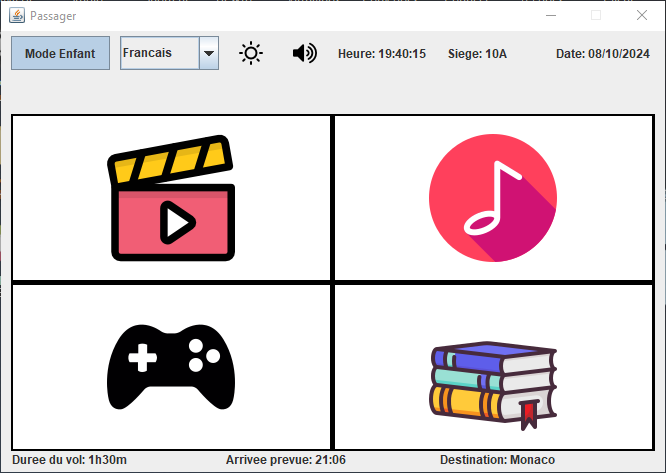 Passager
Mode Enfant Francais Heure: 19:40:15 Siege: 10A Date: 08/10/2024
Duree du vol: 1h30m Arrivee prevue: 21:06 Destination: Monaco